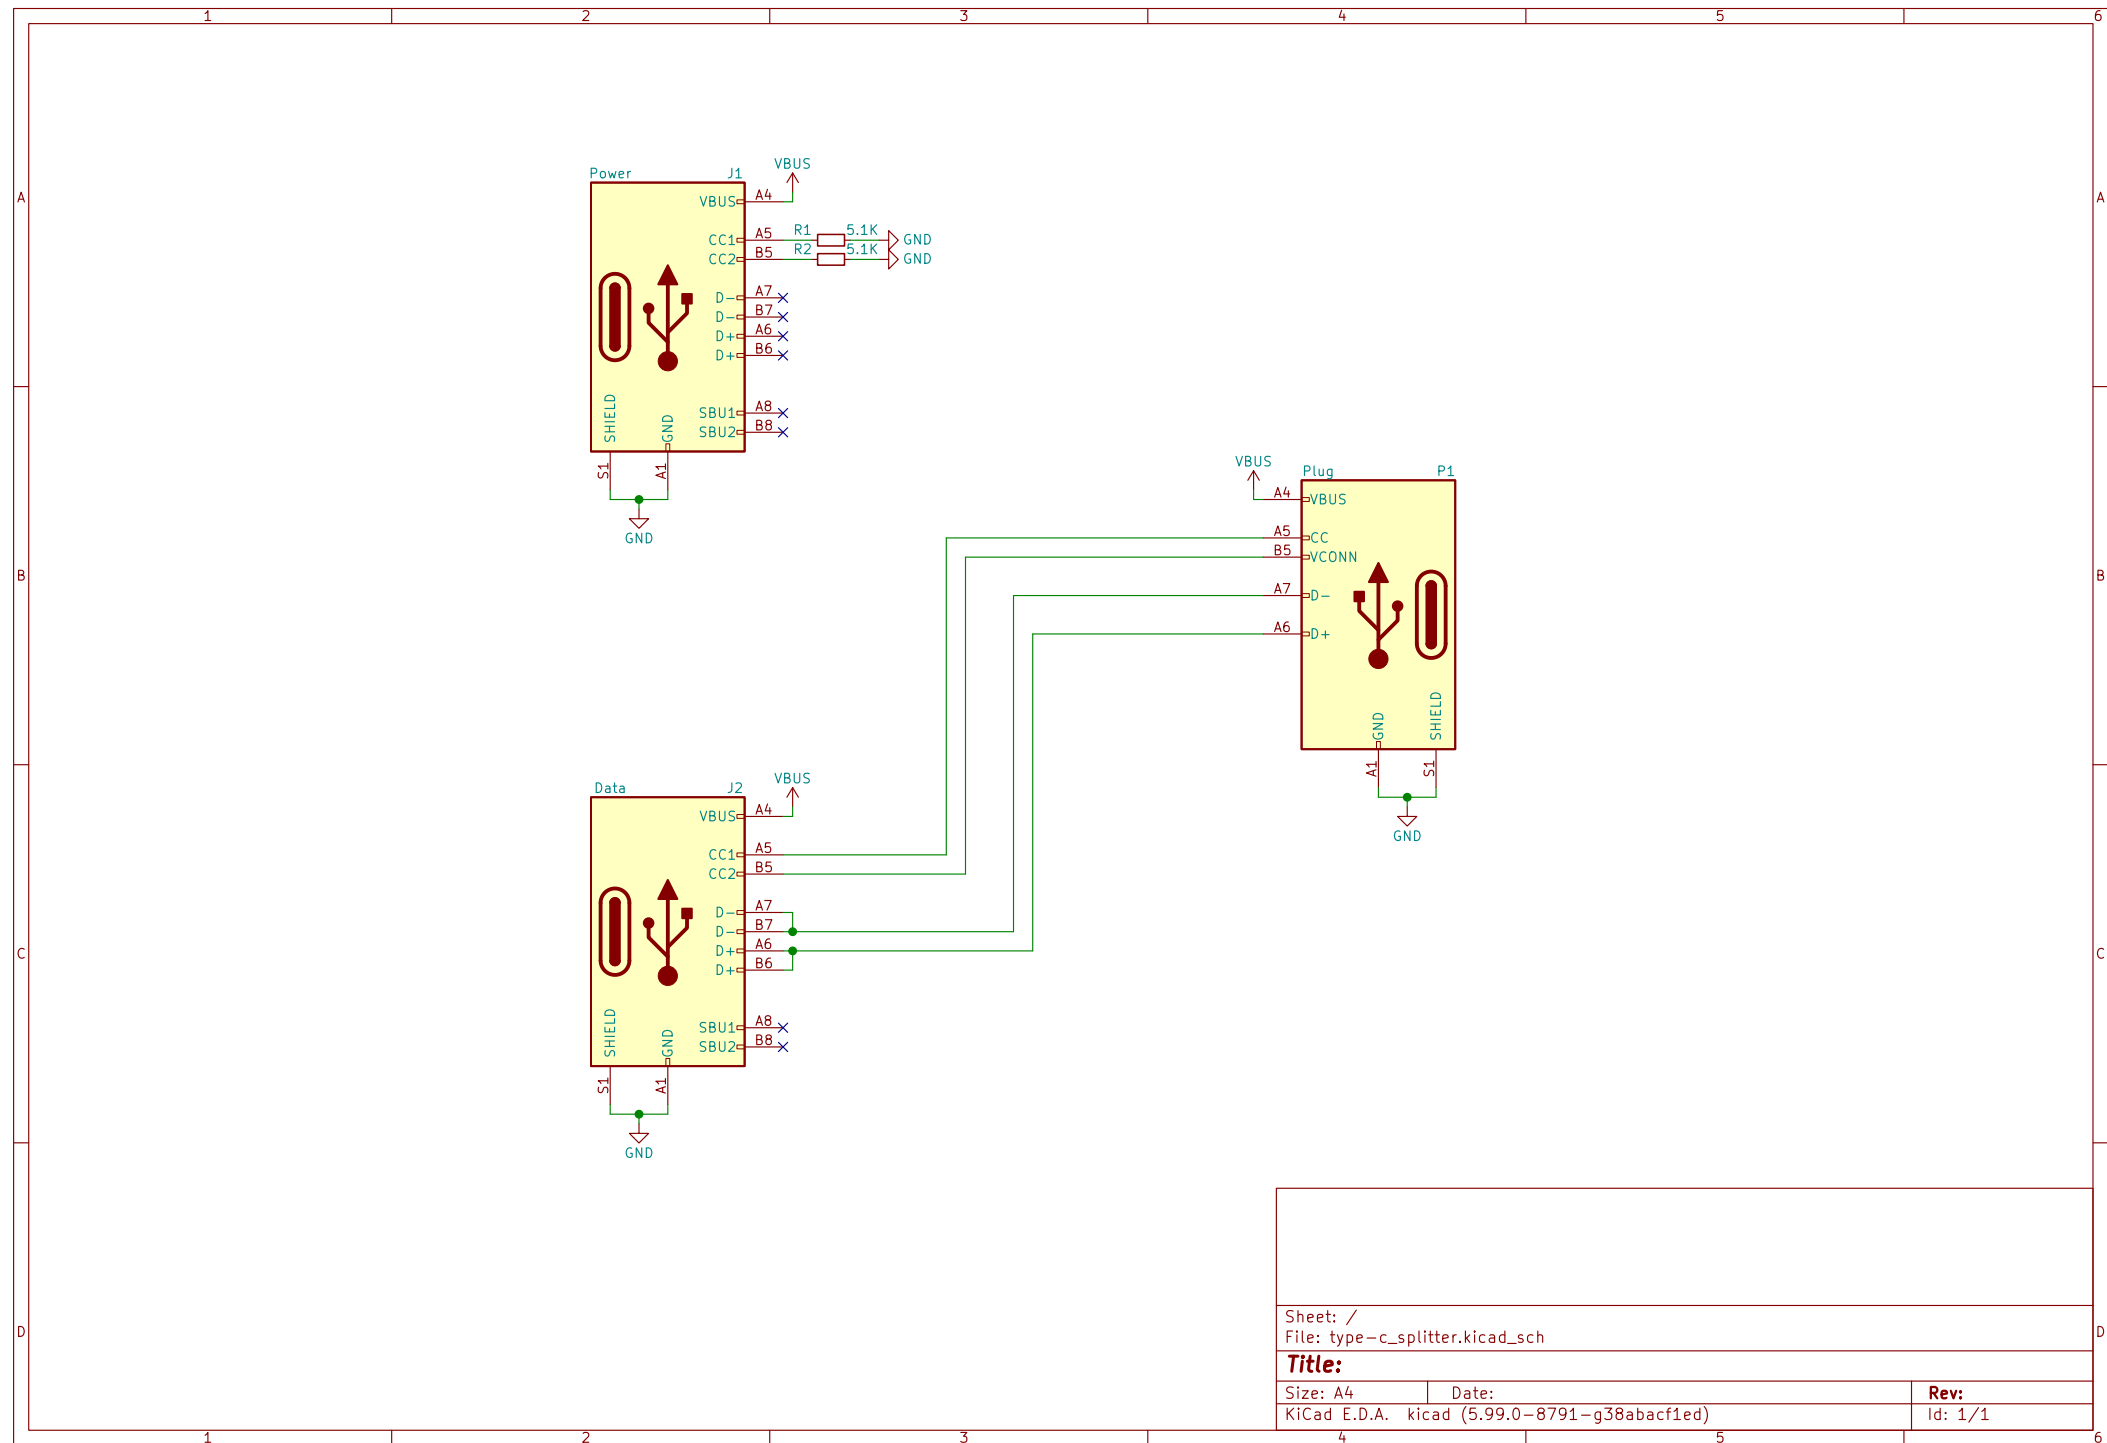 1 2 3 4 5 6
A A
B B
C C
D D
Power J1
VBUS
VBUS A4
CC1 A5 R1 5.1K GND
CC2 B5 R2 5.1K GND
D- A7
D- B7
D+ A6
D+ B6
SBU1 A8
SBU2 B8
SHIELD GND
S1 A1
GND
Plug P1
VBUS
A4 VBUS
A5 CC
B5 VCONN
A7 D-
A6 D+
GND SHIELD
A1 S1
GND
Data J2
VBUS
VBUS A4
CC1 A5
CC2 B5
D- A7
D- B7
D+ A6
D+ B6
SBU1 A8
SBU2 B8
SHIELD GND
S1 A1
GND
Sheet: /
File: type-c_splitter.kicad_sch
Title:
Size: A4 Date: Rev:
KiCad E.D.A. kicad (5.99.0-8791-g38abacf1ed) Id: 1/1
1 2 3 4 5 6